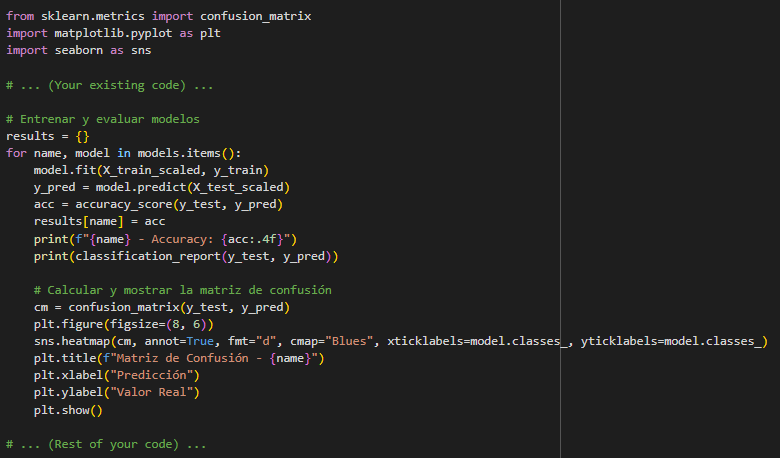 from sklearn.metrics import confusion_matrix
import matplotlib.pyplot as plt
import seaborn as sns

# ... (Your existing code) ...

# Entrenar y evaluar modelos
results = {}
for name, model in models.items():
    model.fit(X_train_scaled, y_train)
    y_pred = model.predict(X_test_scaled)
    acc = accuracy_score(y_test, y_pred)
    results[name] = acc
    print(f"{name} - Accuracy: {acc:.4f}")
    print(classification_report(y_test, y_pred))

    # Calcular y mostrar la matriz de confusión
    cm = confusion_matrix(y_test, y_pred)
    plt.figure(figsize=(8, 6))
    sns.heatmap(cm, annot=True, fmt="d", cmap="Blues", xticklabels=model.classes_, yticklabels=model.classes_)
    plt.title(f"Matriz de Confusión - {name}")
    plt.xlabel("Predicción")
    plt.ylabel("Valor Real")
    plt.show()

# ... (Rest of your code) ...